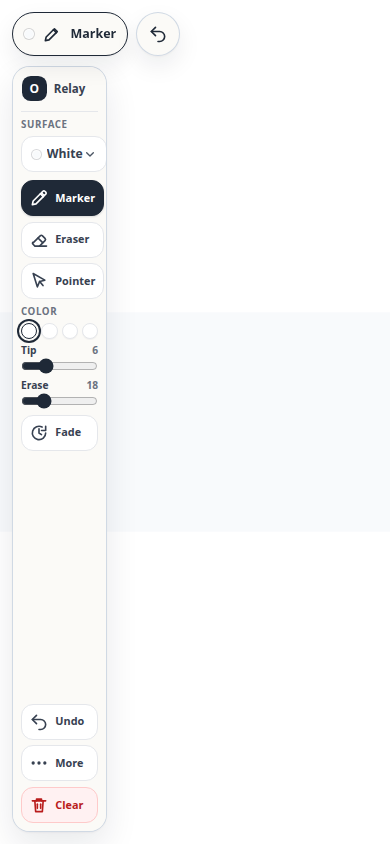 Marker
O Relay
SURFACE
White
Marker
Eraser
Pointer
COLOR
Tip 6
Erase 18
Fade
Undo
More
Clear